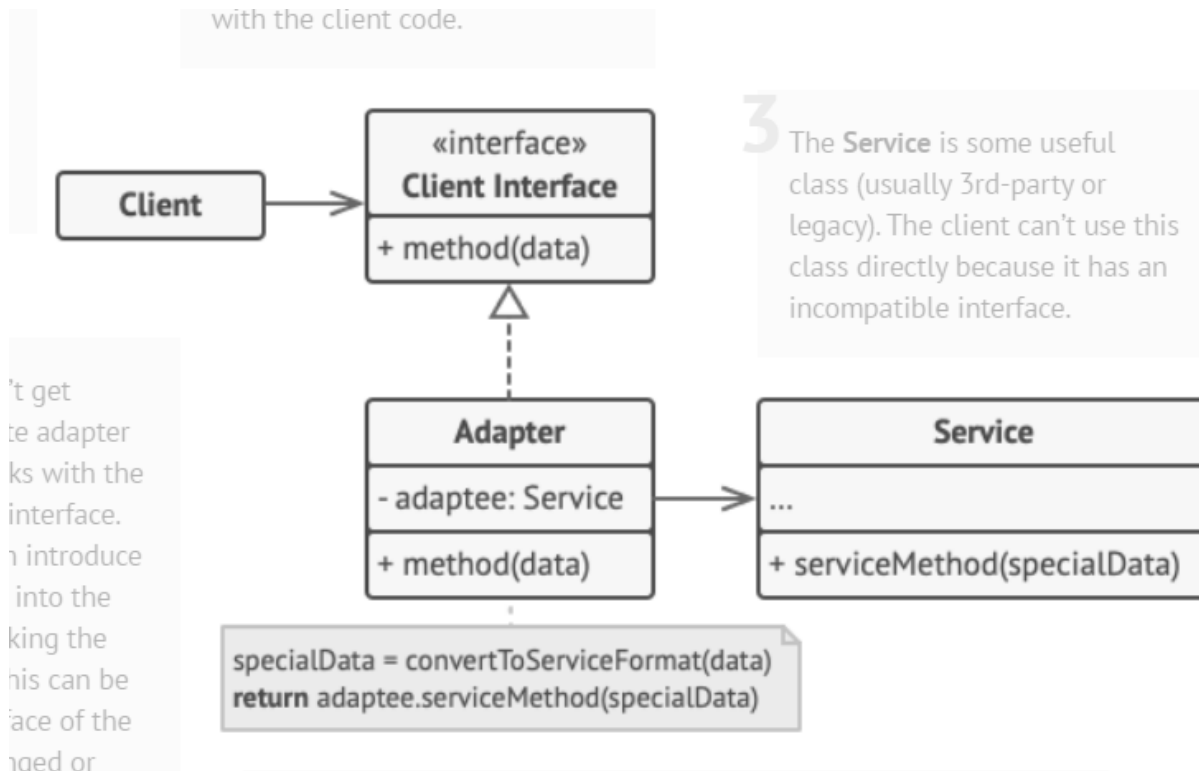 with the client code.
«interface»
Client Interface
+ method(data)
Client
3
The Service is some useful
class (usually 3rd-party or
legacy). The client can't use this
class directly because it has an
incompatible interface.
't get
te adapter
ks with the
interface.
n introduce
into the
king the
his can be
face of the
nged or
Adapter
- adaptee: Service
+ method(data)
Service
...
+ serviceMethod(specialData)
specialData = convertToServiceFormat(data)
return adaptee.serviceMethod(specialData)